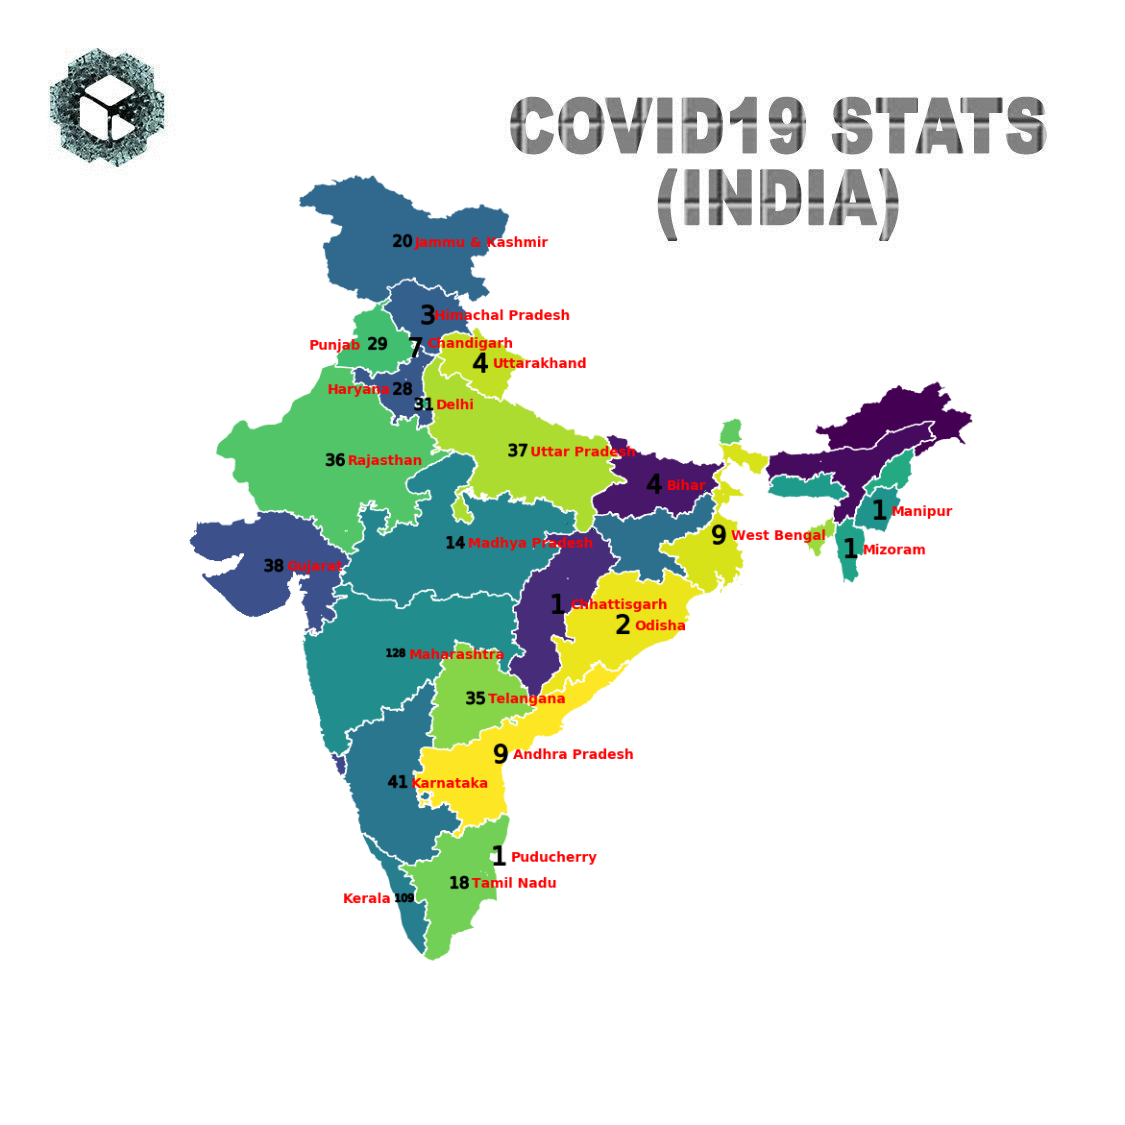 COVID19 STATS
(INDIA)
20 Jammu & Kashmir
3 Himachal Pradesh
Punjab 29
7 Chandigarh
4 Uttarakhand
Haryana 28
31 Delhi
37 Uttar Pradesh
36 Rajasthan
4 Bihar
1 Manipur
9 West Bengal
14 Madhya Pradesh
1 Mizoram
38 Gujarat
1 Chhattisgarh
2 Odisha
128 Maharashtra
35 Telangana
9 Andhra Pradesh
41 Karnataka
1 Puducherry
18 Tamil Nadu
Kerala 109